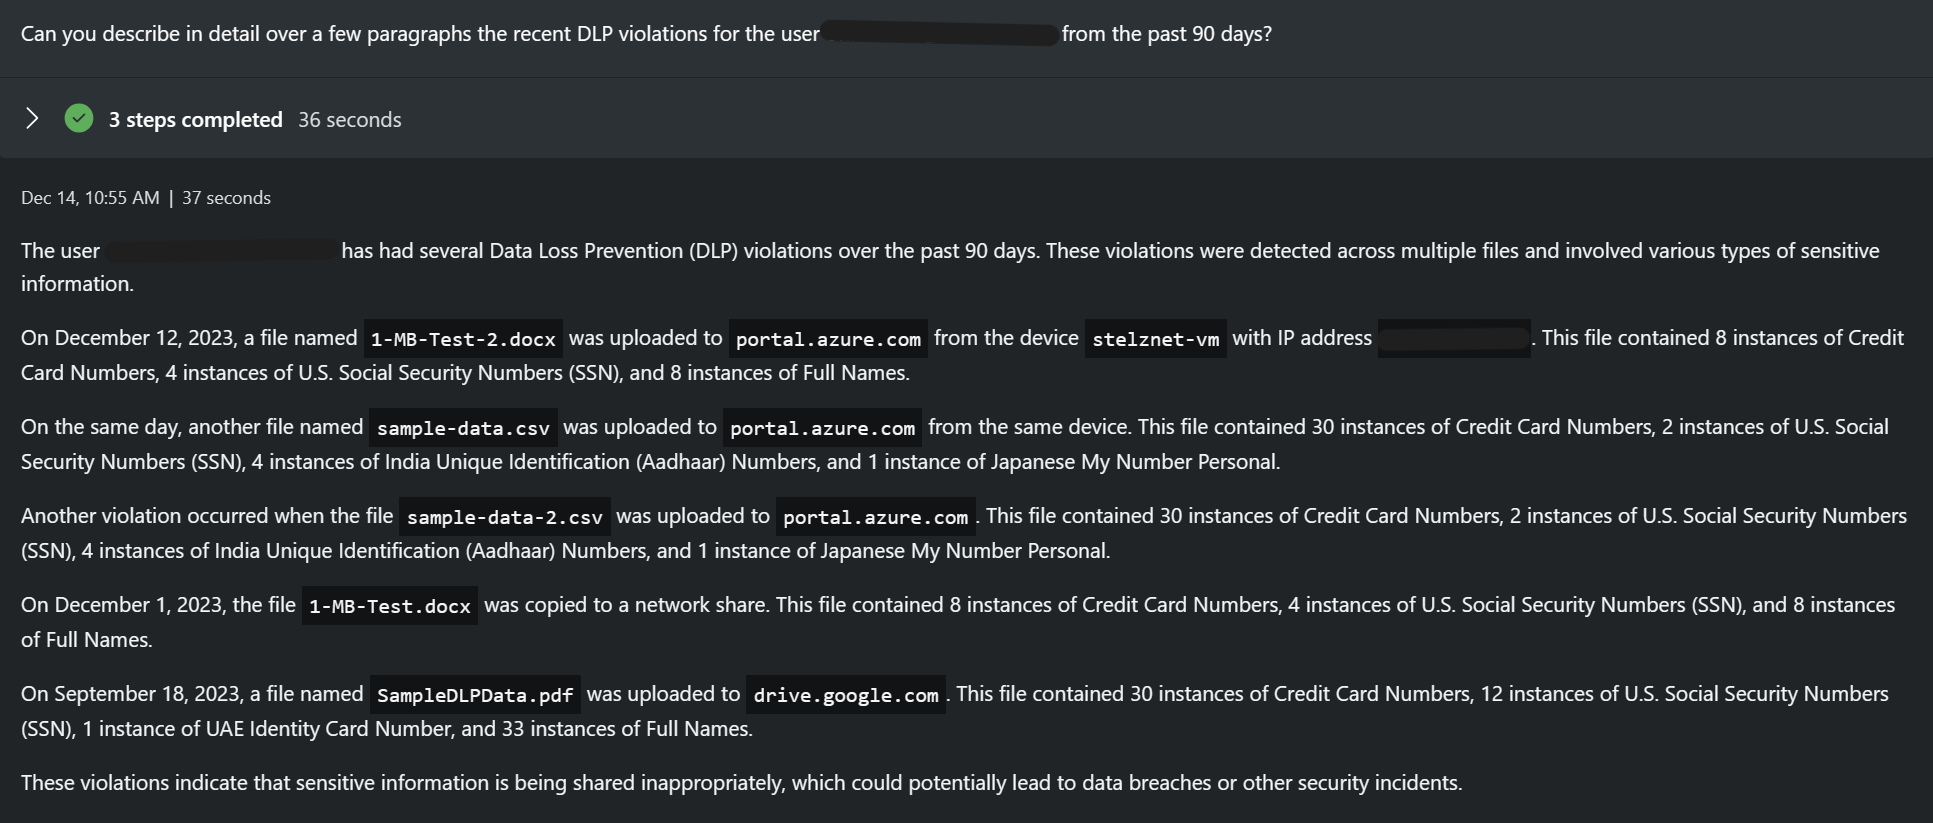 Can you describe in detail over a few paragraphs the recent DLP violations for the user from the past 90 days?
3 steps completed 36 seconds
Dec 14, 10:55 AM | 37 seconds
The user has had several Data Loss Prevention (DLP) violations over the past 90 days. These violations were detected across multiple files and involved various types of sensitive
information.
On December 12, 2023, a file named 1-MB-Test-2.docx was uploaded to portal.azure.com from the device stelznet-vm with IP address . This file contained 8 instances of Credit
Card Numbers, 4 instances of U.S. Social Security Numbers (SSN), and 8 instances of Full Names.
On the same day, another file named sample-data.csv was uploaded to portal.azure.com from the same device. This file contained 30 instances of Credit Card Numbers, 2 instances of U.S. Social
Security Numbers (SSN), 4 instances of India Unique Identification (Aadhaar) Numbers, and 1 instance of Japanese My Number Personal.
Another violation occurred when the file sample-data-2.csv was uploaded to portal.azure.com . This file contained 30 instances of Credit Card Numbers, 2 instances of U.S. Social Security Numbers
(SSN), 4 instances of India Unique Identification (Aadhaar) Numbers, and 1 instance of Japanese My Number Personal.
On December 1, 2023, the file 1-MB-Test.docx was copied to a network share. This file contained 8 instances of Credit Card Numbers, 4 instances of U.S. Social Security Numbers (SSN), and 8 instances
of Full Names.
On September 18, 2023, a file named SampleDLPData.pdf was uploaded to drive.google.com . This file contained 30 instances of Credit Card Numbers, 12 instances of U.S. Social Security Numbers
(SSN), 1 instance of UAE Identity Card Number, and 33 instances of Full Names.
These violations indicate that sensitive information is being shared inappropriately, which could potentially lead to data breaches or other security incidents.